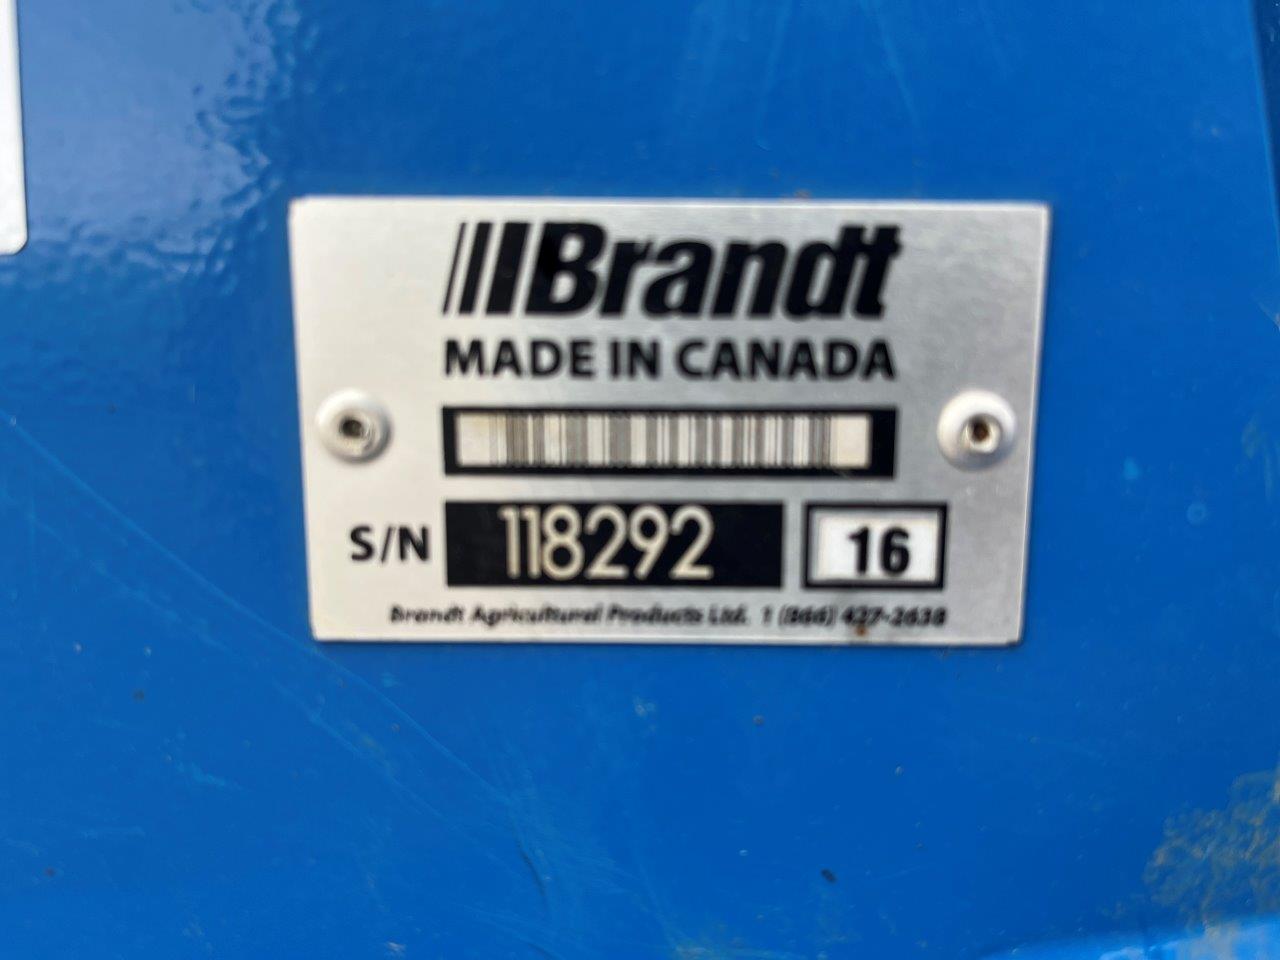 Brandt
MADE IN CANADA
S/N 118292 16
Brandt Agricultural Products Ltd. 1 (866) 427-2638